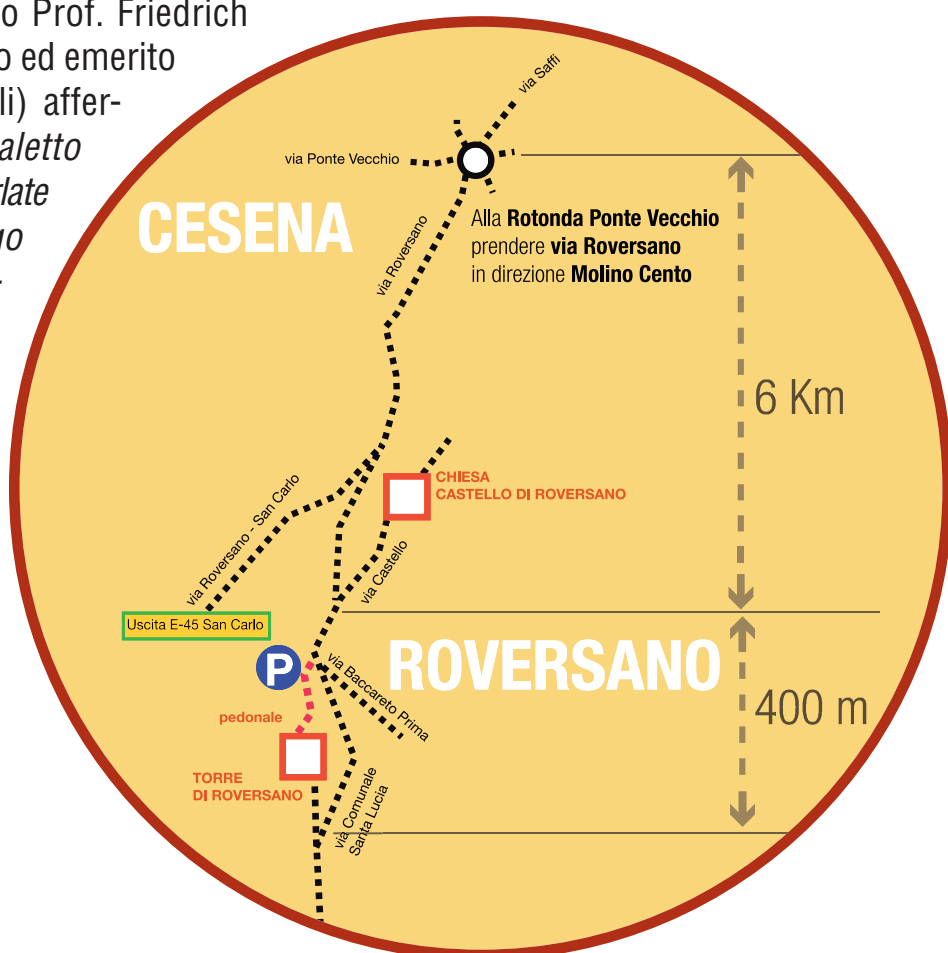 o Prof. Friedrich
o ed emerito
li) affer-
aletto
rlate
via Saffi
via Ponte Vecchio
CESENA
via Roversano
Alla Rotonda Ponte Vecchio
prendere via Roversano
in direzione Molino Cento
6 Km
CHIESA
CASTELLO DI ROVERSANO
via Roversano - San Carlo
via Castello
Uscita E-45 San Carlo
ROVERSANO
P
via Baccareto Prima
400 m
pedonale
TORRE
DI ROVERSANO
via Comunale
Santa Lucia